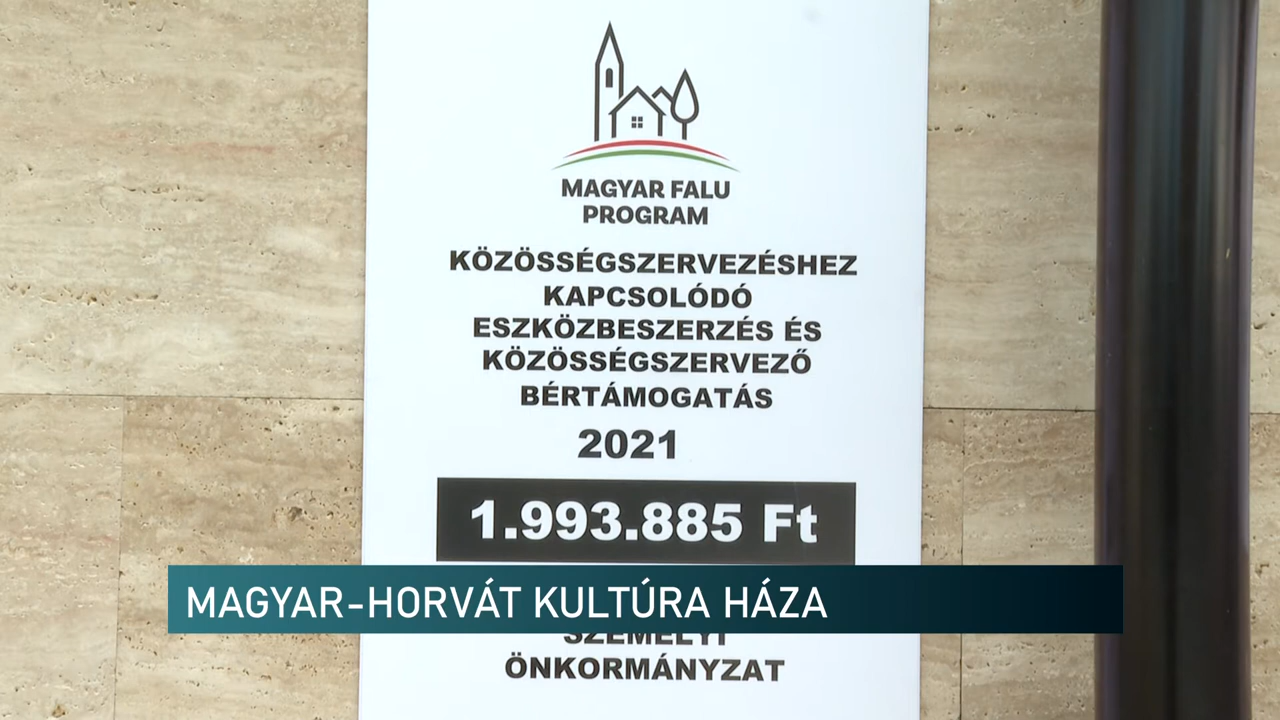 MAGYAR FALU
PROGRAM
KÖZÖSSÉGSZERVEZÉSHEZ
KAPCSOLÓDÓ
ESZKÖZBESZERZÉS ÉS
KÖZÖSSÉGSZERVEZŐ
BÉRTÁMOGATÁS
2021
1.993.885 Ft
MAGYAR-HORVÁT KULTÚRA HÁZA
SZEMÉLYI
ÖNKORMÁNYZAT